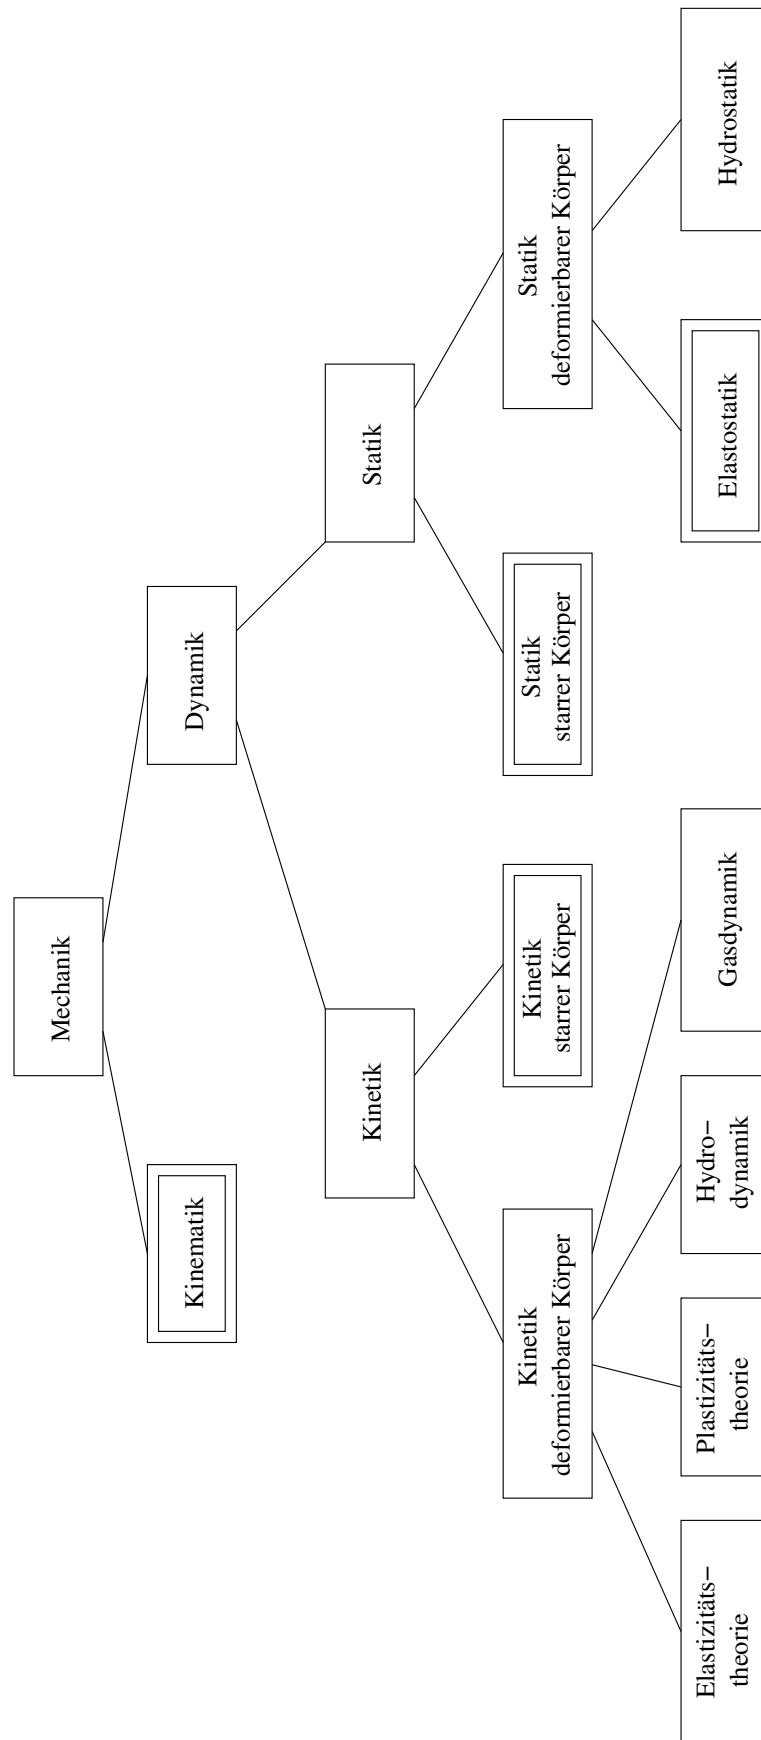 Mechanik
Kinematik
Dynamik
Kinetik
Statik
Kinetik
deformierbarer Körper
Kinetik
starrer Körper
Statik
starrer Körper
Statik
deformierbarer Körper
Elastizitäts−
theorie
Plastizitäts−
theorie
Hydro−
dynamik
Gasdynamik
Elastostatik
Hydrostatik